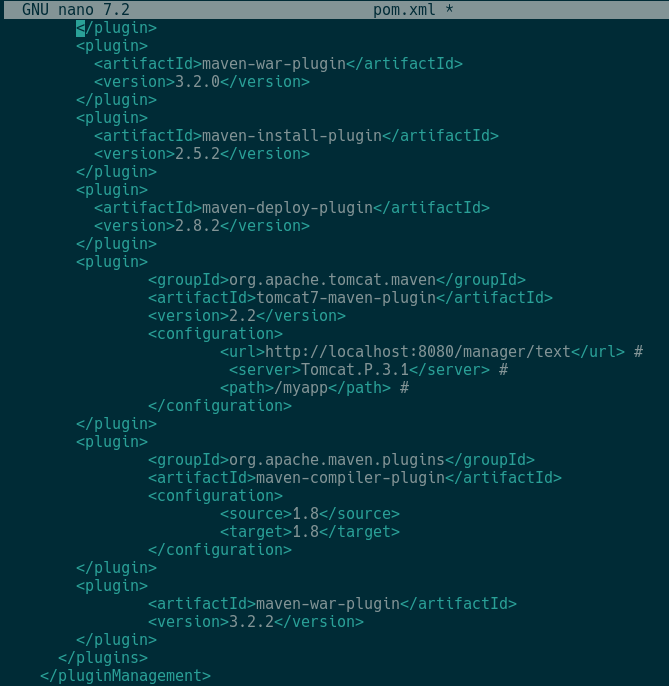 GNU nano 7.2 pom.xml *
</plugin>
<plugin>
<artifactId>maven-war-plugin</artifactId>
<version>3.2.0</version>
</plugin>
<plugin>
<artifactId>maven-install-plugin</artifactId>
<version>2.5.2</version>
</plugin>
<plugin>
<artifactId>maven-deploy-plugin</artifactId>
<version>2.8.2</version>
</plugin>
<plugin>
<groupId>org.apache.tomcat.maven</groupId>
<artifactId>tomcat7-maven-plugin</artifactId>
<version>2.2</version>
<configuration>
<url>http://localhost:8080/manager/text</url> #
<server>Tomcat.P.3.1</server> #
<path>/myapp</path> #
</configuration>
</plugin>
<plugin>
<groupId>org.apache.maven.plugins</groupId>
<artifactId>maven-compiler-plugin</artifactId>
<configuration>
<source>1.8</source>
<target>1.8</target>
</configuration>
</plugin>
<plugin>
<artifactId>maven-war-plugin</artifactId>
<version>3.2.2</version>
</plugin>
</plugins>
</pluginManagement>